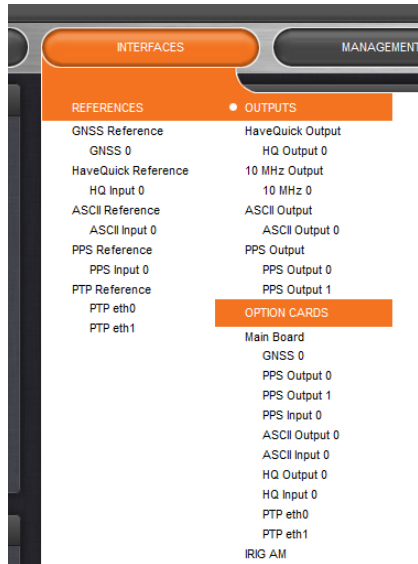 INTERFACES
MANAGEMENT
REFERENCES
GNSS Reference
GNSS 0
HaveQuick Reference
HQ Input 0
ASCII Reference
ASCII Input 0
PPS Reference
PPS Input 0
PTP Reference
PTP eth0
PTP eth1
OUTPUTS
HaveQuick Output
HQ Output 0
10 MHz Output
10 MHz 0
ASCII Output
ASCII Output 0
PPS Output
PPS Output 0
PPS Output 1
OPTION CARDS
Main Board
GNSS 0
PPS Output 0
PPS Output 1
PPS Input 0
ASCII Output 0
ASCII Input 0
HQ Output 0
HQ Input 0
PTP eth0
PTP eth1
IRIG AM